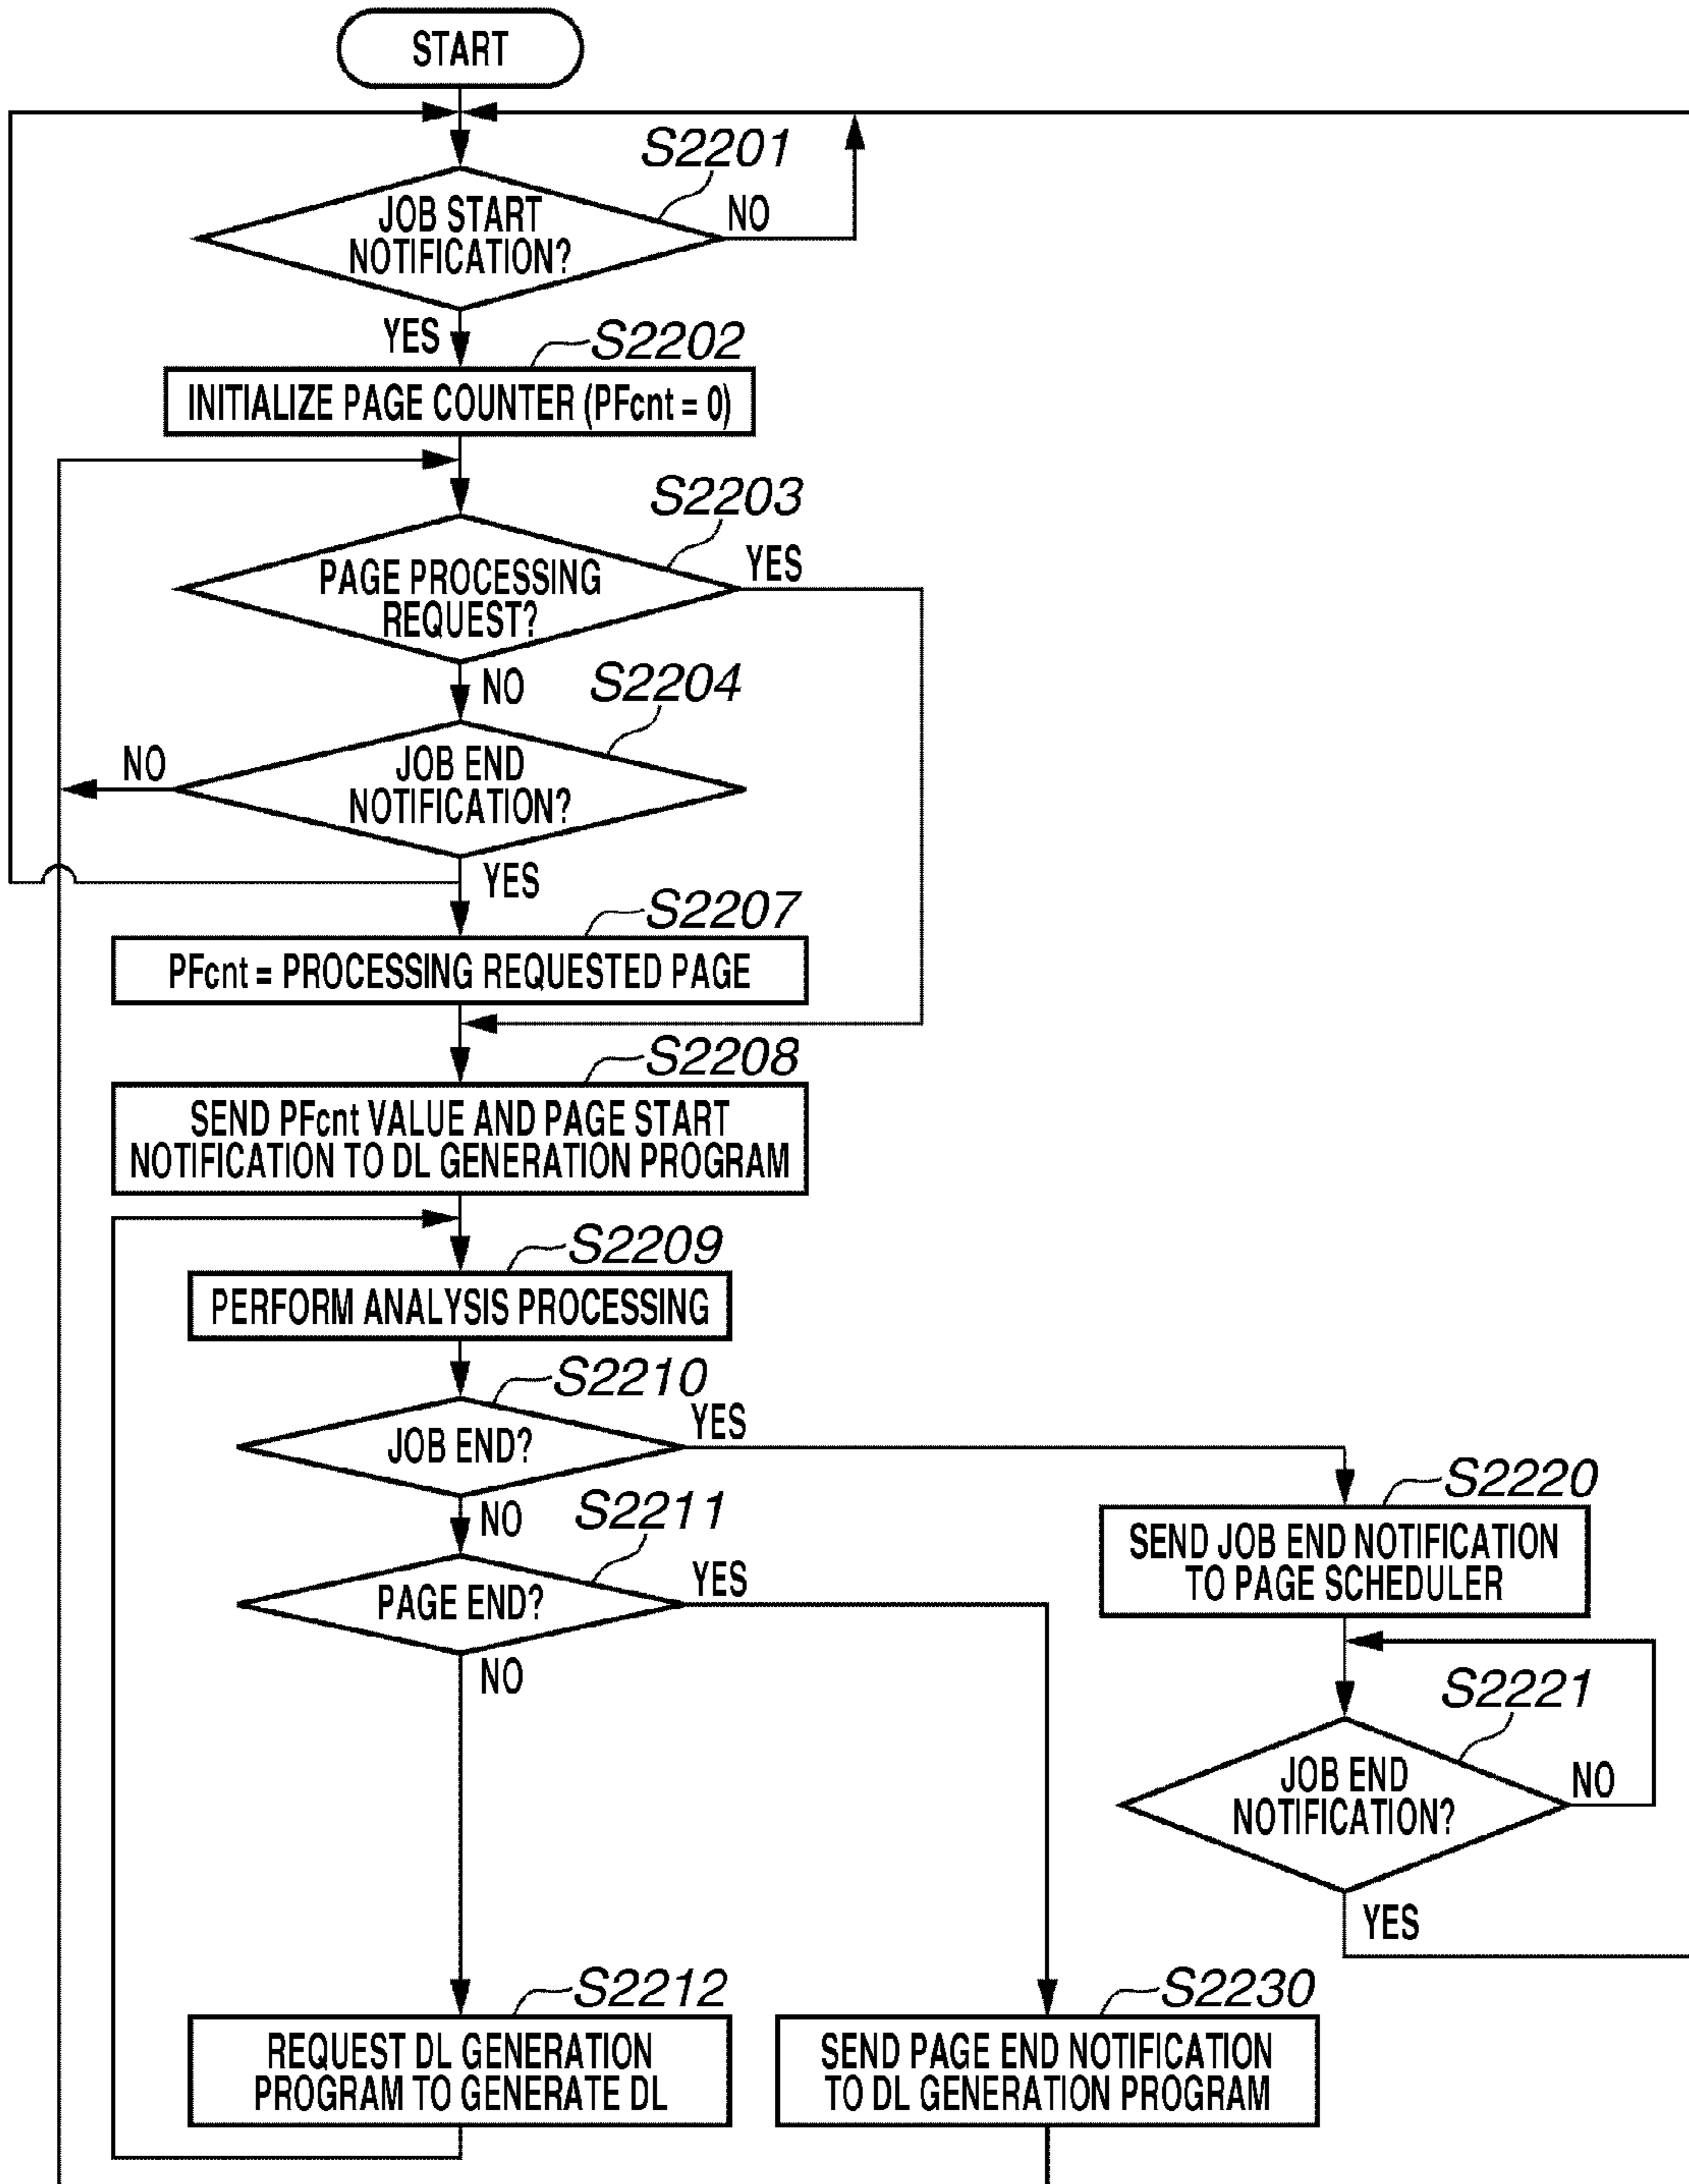 START
S2201
JOB START
NOTIFICATION?
NO
YES
S2202
INITIALIZE PAGE COUNTER (PFcnt = 0)
S2203
PAGE PROCESSING
REQUEST?
YES
NO
S2204
JOB END
NOTIFICATION?
NO
YES
S2207
PFcnt = PROCESSING REQUESTED PAGE
S2208
SEND PFcnt VALUE AND PAGE START
NOTIFICATION TO DL GENERATION PROGRAM
S2209
PERFORM ANALYSIS PROCESSING
S2210
JOB END?
YES
NO
S2211
PAGE END?
YES
NO
S2220
SEND JOB END NOTIFICATION
TO PAGE SCHEDULER
S2221
JOB END
NOTIFICATION?
NO
YES
S2212
REQUEST DL GENERATION
PROGRAM TO GENERATE DL
S2230
SEND PAGE END NOTIFICATION
TO DL GENERATION PROGRAM